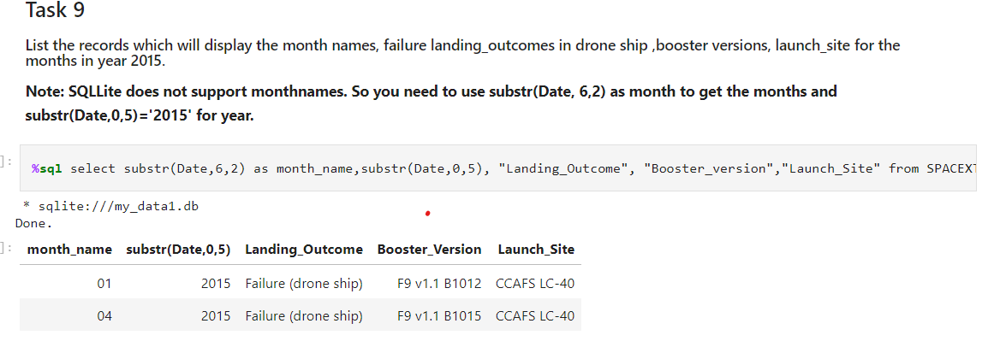 Task 9
List the records which will display the month names, failure landing_outcomes in drone ship ,booster versions, launch_site for the
months in year 2015.
Note: SQLLite does not support monthnames. So you need to use substr(Date, 6,2) as month to get the months and
substr(Date,0,5)='2015' for year.
]:
%sql select substr(Date,6,2) as month_name,substr(Date,0,5), "Landing_Outcome", "Booster_version","Launch_Site" from SPACEXT
* sqlite:///my_data1.db
Done.
]:
month_name substr(Date,0,5) Landing_Outcome Booster_Version Launch_Site
01 2015 Failure (drone ship) F9 v1.1 B1012 CCAFS LC-40
04 2015 Failure (drone ship) F9 v1.1 B1015 CCAFS LC-40